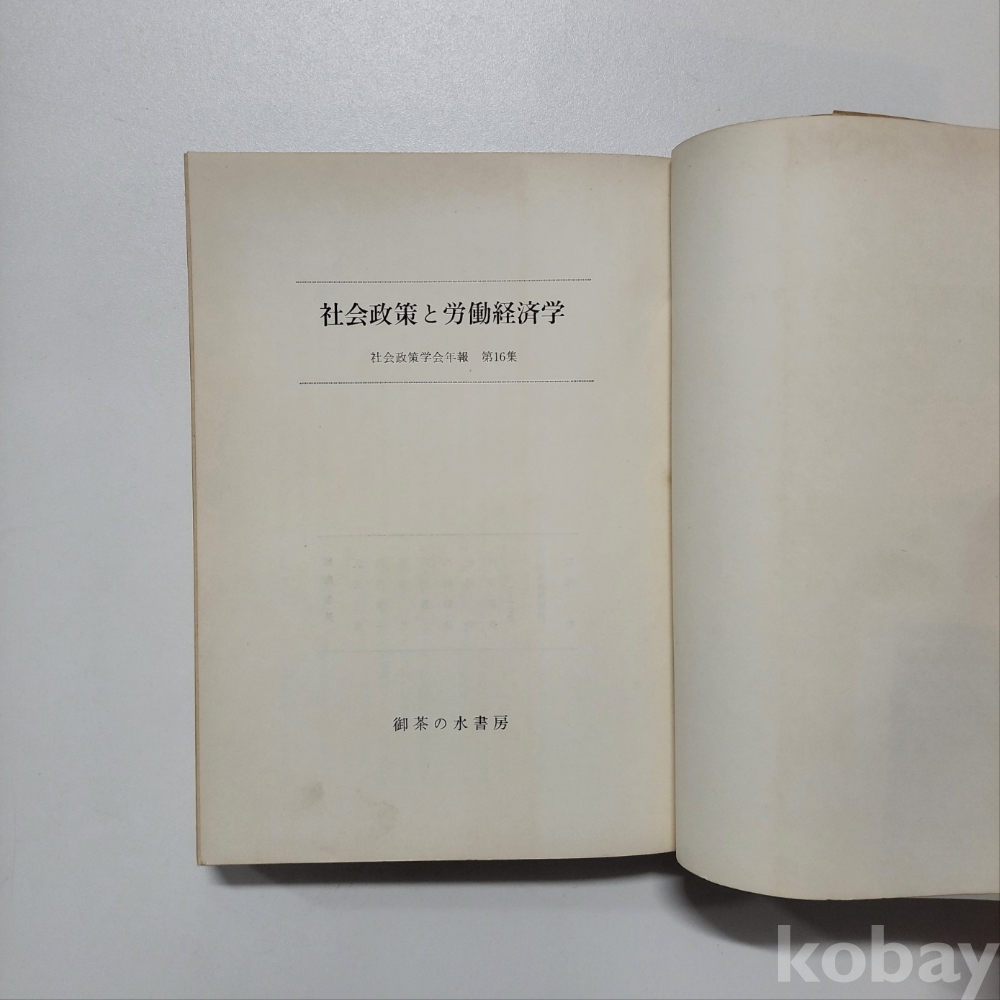 社会政策と労働経済学
社会政策学会年報 第16集
御茶の水書房
kobay